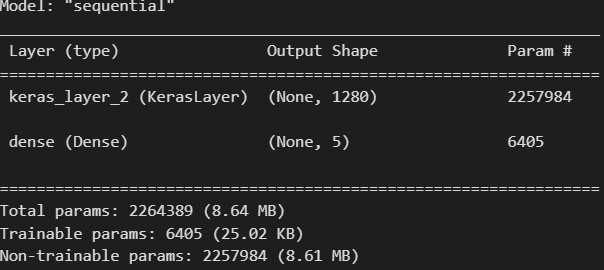 Model: "sequential"
_________________________________________________________________
Layer (type)                Output Shape              Param #
=================================================================
keras_layer_2 (KerasLayer)  (None, 1280)              2257984
dense (Dense)               (None, 5)                 6405
=================================================================
Total params: 2264389 (8.64 MB)
Trainable params: 6405 (25.02 KB)
Non-trainable params: 2257984 (8.61 MB)